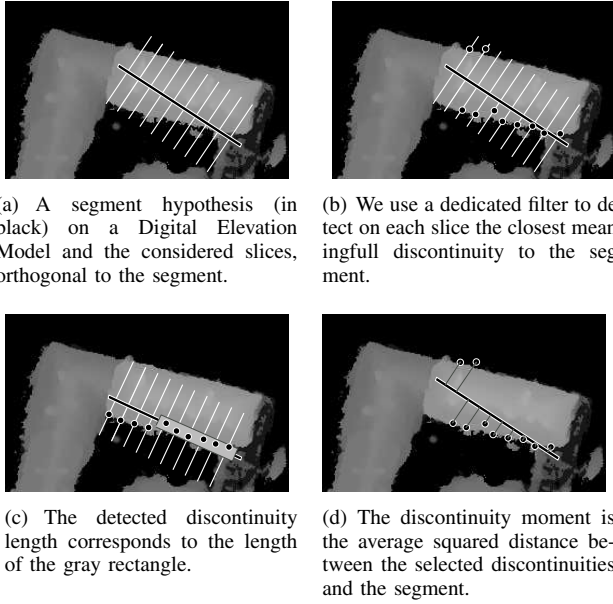 (a) A segment hypothesis (in
black) on a Digital Elevation
Model and the considered slices,
orthogonal to the segment.
(b) We use a dedicated filter to de
tect on each slice the closest mean
ingfull discontinuity to the seg
ment.
(c) The detected discontinuity
length corresponds to the length
of the gray rectangle.
(d) The discontinuity moment is
the average squared distance be-
tween the selected discontinuities
and the segment.